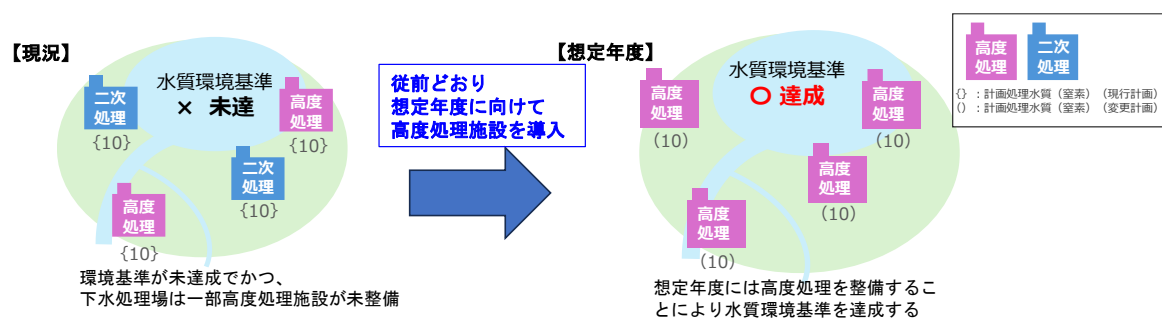 【現況】
水質環境基準
× 未達
二次
処理
{10}
高度
処理
{10}
二次
処理
{10}
高度
処理
{10}
環境基準が未達成でかつ、
下水処理場は一部高度処理施設が未整備
従前どおり
想定年度に向けて
高度処理施設を導入
【想定年度】
水質環境基準
〇 達成
高度
処理
(10)
高度
処理
(10)
高度
処理
(10)
高度
処理
(10)
想定年度には高度処理を整備するこ
とにより水質環境基準を達成する
高度
処理
二次
処理
{} :計画処理水質(窒素)(現行計画)
() :計画処理水質(窒素)(変更計画)